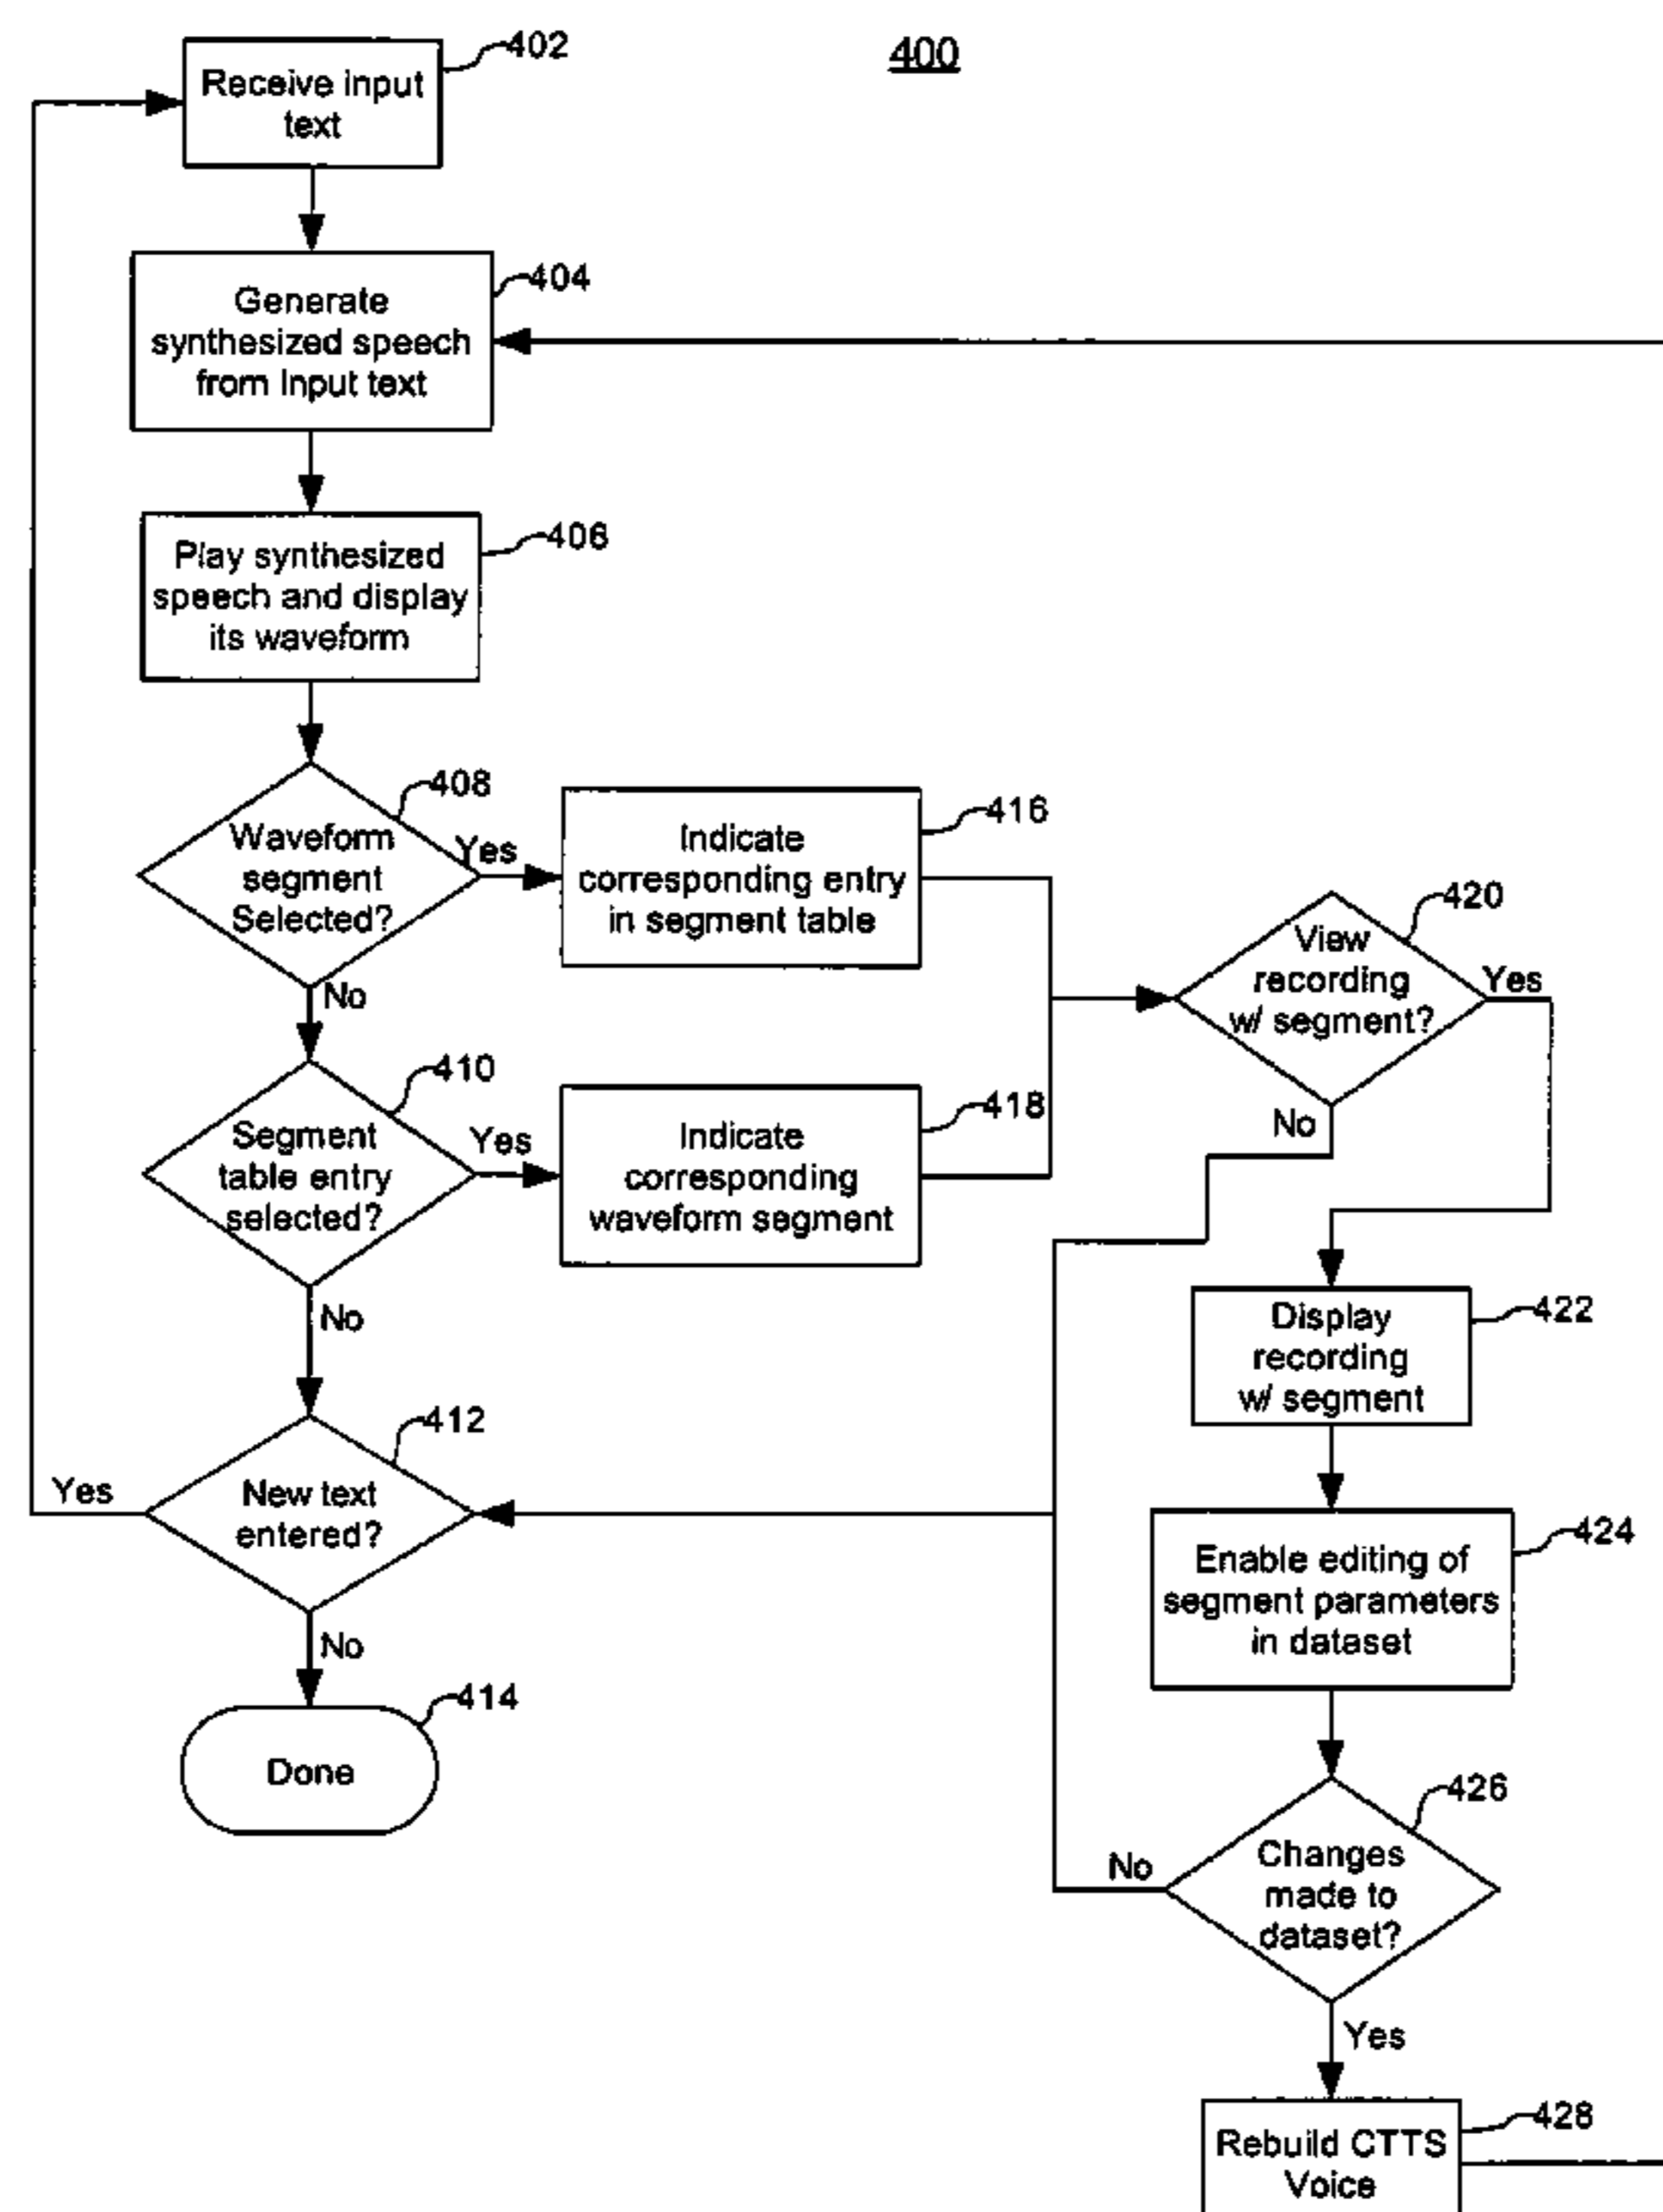 400
402
Receive input
text
404
Generate
synthesized speech
from Input text
406
Play synthesized
speech and display
its waveform
408
Waveform
segment
Selected?
Yes
No
416
Indicate
corresponding entry
in segment table
410
Segment
table entry
selected?
Yes
No
418
Indicate
corresponding
waveform segment
412
New text
entered?
Yes
No
414
Done
420
View
recording
w/ segment?
Yes
No
422
Display
recording
w/ segment
424
Enable editing of
segment parameters
in dataset
426
Changes
made to
dataset?
No
Yes
428
Rebuild CTTS
Voice